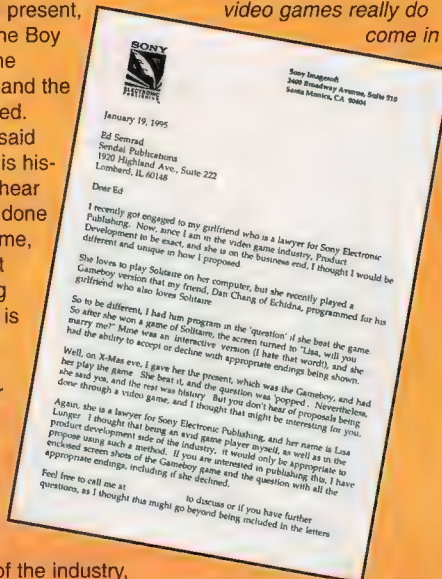 present,
ne Boy
ne
and the
ed.
said
is his-
hear
done
me,
t
g
is
video games really do
come in
SONY
ELECTRONIC
PUBLISHING
Sony Imagesoft
2400 Broadway Avenue, Suite 510
Santa Monica, CA 90404
January 19, 1995
Ed Semrad
Sendai Publications
1920 Highland Ave., Suite 222
Lombard, IL 60148
Dear Ed
I recently got engaged to my girlfriend who is a lawyer for Sony Electronic
Publishing. Now, since I am in the video game industry, Product
Development to be exact, and she is on the business end, I thought I would be
different and unique in how I proposed.
She loves to play Solitaire on her computer, but she recently played a
Gameboy version that my friend, Dan Chang of Echidna, programmed for his
girlfriend who also loves Solitaire
So to be different, I had him program in the 'question' if she beat the game.
So after she won a game of Solitaire, the screen turned to "Lisa, will you
marry me?" Mine was an interactive version (I hate that word!), and she
had the ability to accept or decline with appropriate endings being shown.
Well, on X-Mas eve, I gave her the present, which was the Gameboy, and had
her play the game She beat it, and the question was 'popped. Nevertheless,
she said yes, and the rest was history But you don't hear of proposals being
done through a video game, and I thought that might be interesting for you.
Again, she is a lawyer for Sony Electronic Publishing, and her name is Lisa
Lunger I thought that being an avid game player myself, as well as in the
product development side of the industry, it would only be appropriate to
propose using such a method. If you are interested in publishing this, I have
enclosed screen shots of the Gameboy game and the question with all the
appropriate endings, including if she declined.
Feel free to call me at to discuss or if you have further
questions, as I thought this might go beyond being included in the letters
of the industry,